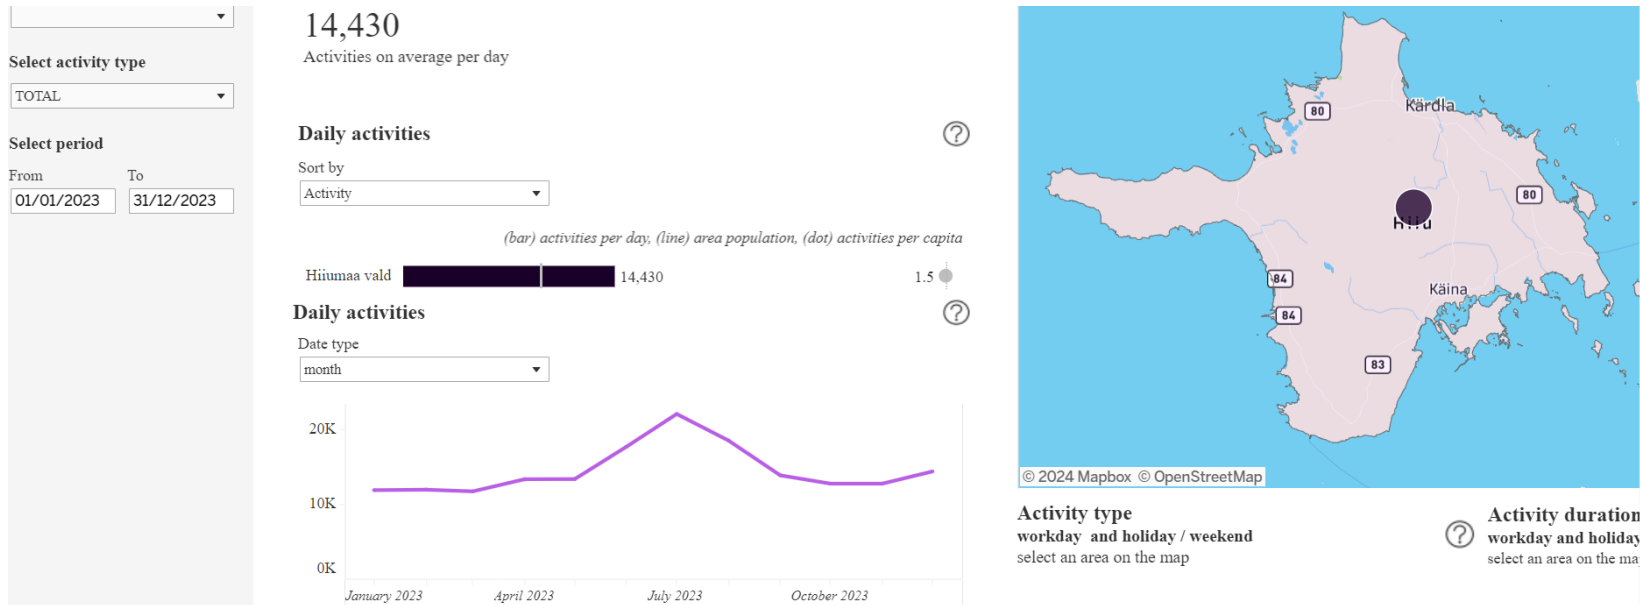 Select activity type
TOTAL
Select period
From To
01/01/2023 31/12/2023
14,430
Activities on average per day
Daily activities
Sort by
Activity
(bar) activities per day, (line) area population, (dot) activities per capita
Hiiumaa vald 14,430 1.5
Daily activities
Date type
month
20K
10K
0K
January 2023 April 2023 July 2023 October 2023
80
Kärdla
80
Hiiu
84
Käina
84
83
© 2024 Mapbox © OpenStreetMap
Activity type
workday and holiday / weekend
select an area on the map
?
?
?
Activity duration
workday and holiday
select an area on the ma